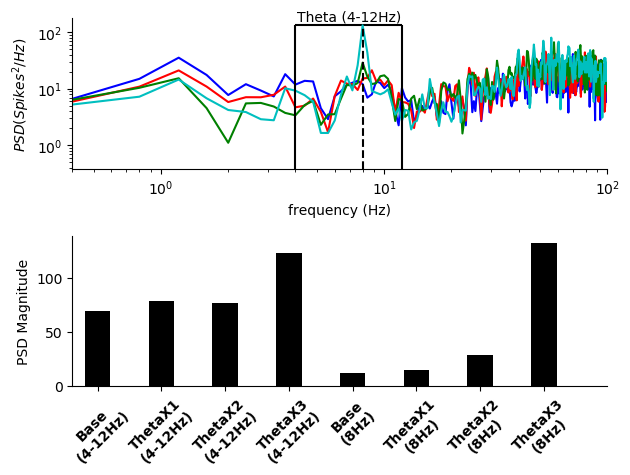 Theta (4-12Hz)
PSD(Spikes²/Hz)
10²
10¹
10⁰
10⁰ 10¹ 10²
frequency (Hz)
PSD Magnitude
100
50
0
Base
(4-12Hz)
ThetaX1
(4-12Hz)
ThetaX2
(4-12Hz)
ThetaX3
(4-12Hz)
Base
(8Hz)
ThetaX1
(8Hz)
ThetaX2
(8Hz)
ThetaX3
(8Hz)